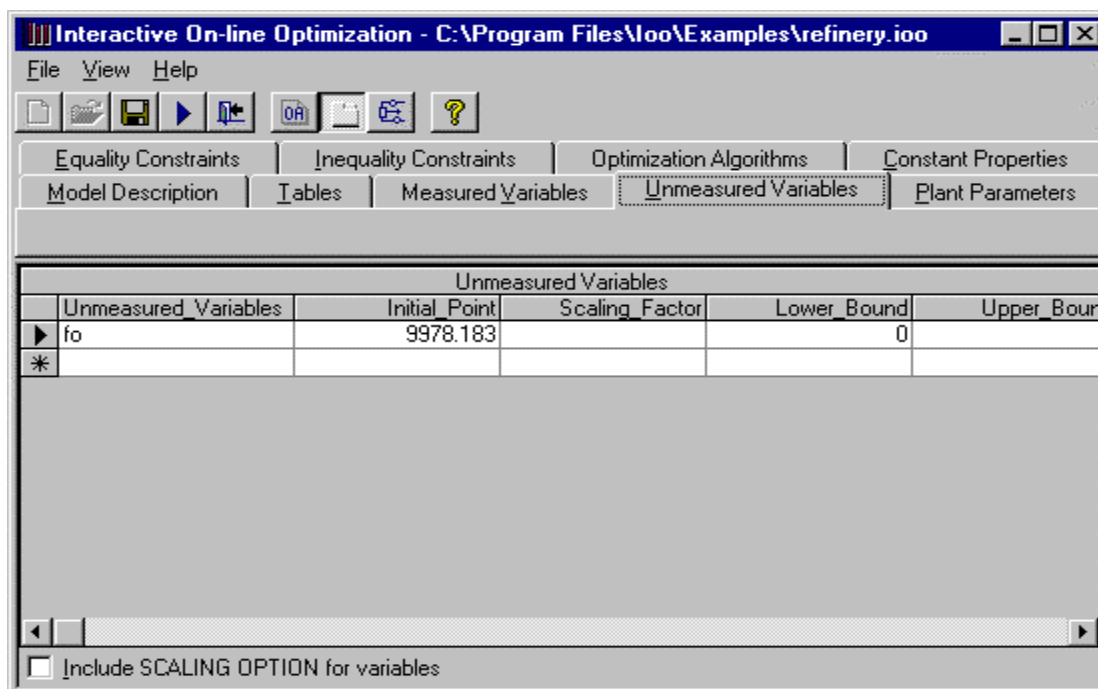 Interactive On-line Optimization - C:\Program Files\Ioo\Examples\refinery.ioo
File View Help
OA ?
Equality Constraints Inequality Constraints Optimization Algorithms Constant Properties
Model Description Tables Measured Variables Unmeasured Variables Plant Parameters
Unmeasured Variables
Unmeasured_Variables Initial_Point Scaling_Factor Lower_Bound Upper_Boun
fo 9978.183 0
Include SCALING OPTION for variables